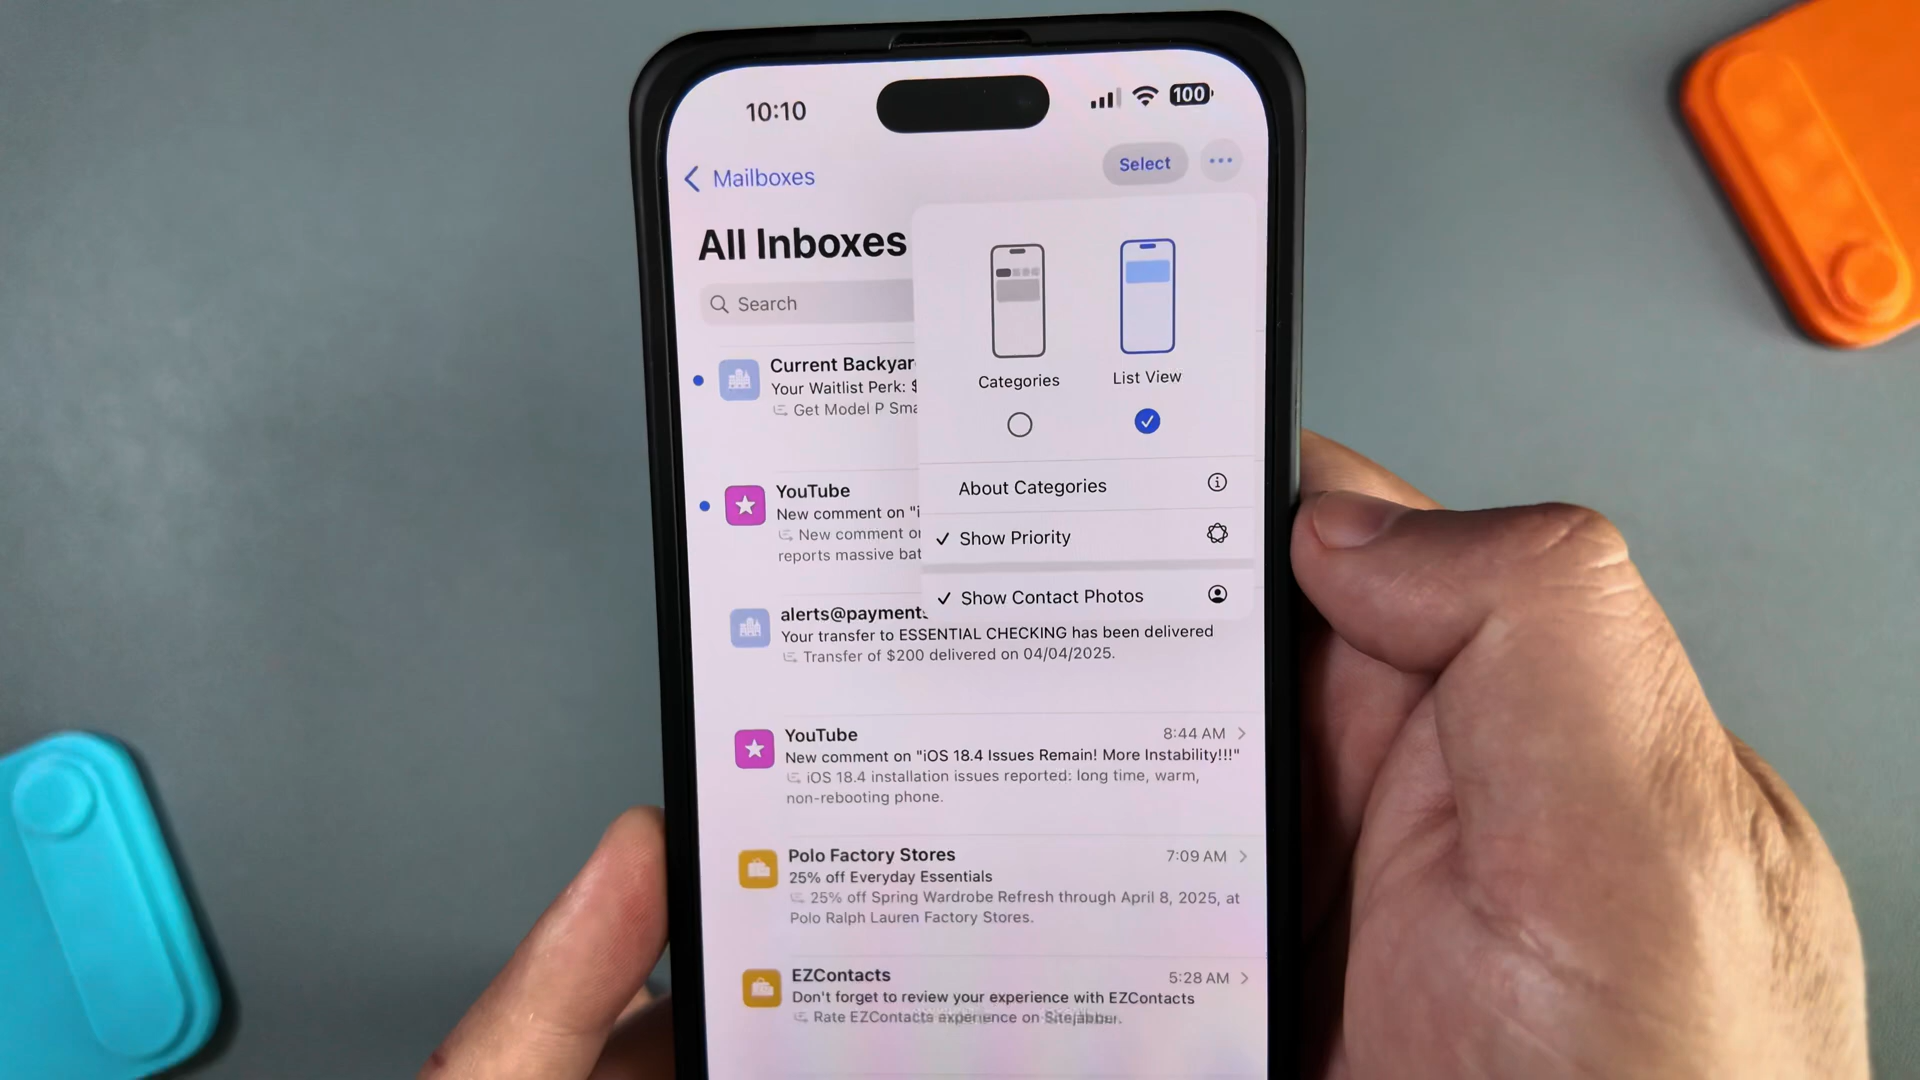 10:10
100
Mailboxes
Select
All Inboxes
Search
Categories
List View
About Categories
Show Priority
Show Contact Photos
Current Backyar
Your Waitlist Perk: $
Get Model P Sma
YouTube
New comment on "i
New comment or
reports massive bat
alerts@payments
Your transfer to ESSENTIAL CHECKING has been delivered
Transfer of $200 delivered on 04/04/2025.
YouTube
8:44 AM
New comment on "iOS 18.4 Issues Remain! More Instability!!!"
iOS 18.4 installation issues reported: long time, warm,
non-rebooting phone.
Polo Factory Stores
7:09 AM
25% off Everyday Essentials
25% off Spring Wardrobe Refresh through April 8, 2025, at
Polo Ralph Lauren Factory Stores.
EZContacts
5:28 AM
Don't forget to review your experience with EZContacts
Rate EZContacts experience on Sitejabber.